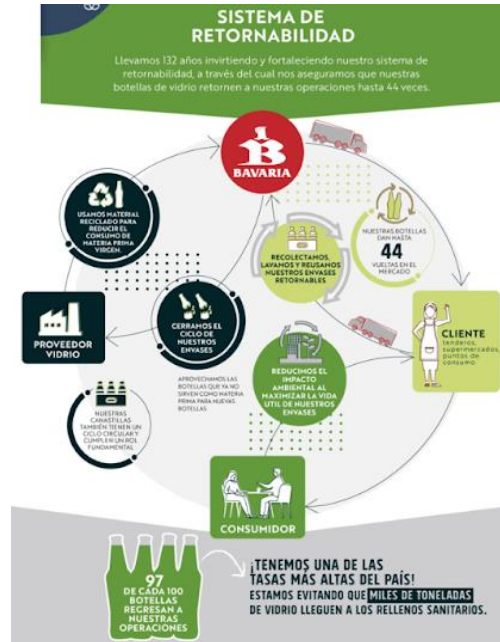 SISTEMA DE
RETORNABILIDAD
Llevamos 132 años invirtiendo y fortaleciendo nuestro sistema de
retornabilidad, a través del cual nos aseguramos que nuestras
botellas de vidrio retornen a nuestras operaciones hasta 44 veces.
BAVARIA
USAMOS MATERIAL
RECICLADO PARA
REDUCIR EL
CONSUMO DE
MATERIA PRIMA
VIRGEN.
RECOLECTAMOS,
LAVAMOS Y REUSAMOS
NUESTROS ENVASES
RETORNABLES
NUESTRAS BOTELLAS
DAN HASTA
44
VUELTAS EN EL
MERCADO
PROVEEDOR
VIDRIO
CERRAMOS EL
CICLO DE
NUESTROS
ENVASES
APROVECHAMOS LAS
BOTELLAS QUE YA NO
SIRVEN COMO MATERIA
PRIMA PARA NUEVAS
BOTELLAS
REDUCIMOS EL
IMPACTO
AMBIENTAL AL
MAXIMIZAR LA VIDA
UTIL DE NUESTROS
ENVASES
CLIENTE
tenderos,
supermercados,
puntos de
consumo
NUESTRAS
CANASTILLAS
TAMBIÉN TIENEN UN
CICLO CIRCULAR Y
CUMPLEN UN ROL
FUNDAMENTAL
CONSUMIDOR
97
DE CADA 100
BOTELLAS
REGRESAN A
NUESTRAS
OPERACIONES
¡TENEMOS UNA DE LAS
TASAS MÁS ALTAS DEL PAÍS!
ESTAMOS EVITANDO QUE MILES DE TONELADAS
DE VIDRIO LLEGUEN A LOS RELLENOS SANITARIOS.